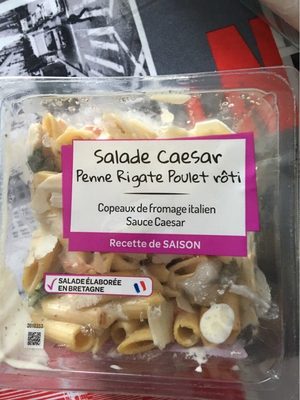 Salade Caesar
Penne Rigate Poulet rôti
Copeaux de fromage italien
Sauce Caesar
Recette de SAISON
SALADE ÉLABORÉE
EN BRETAGNE